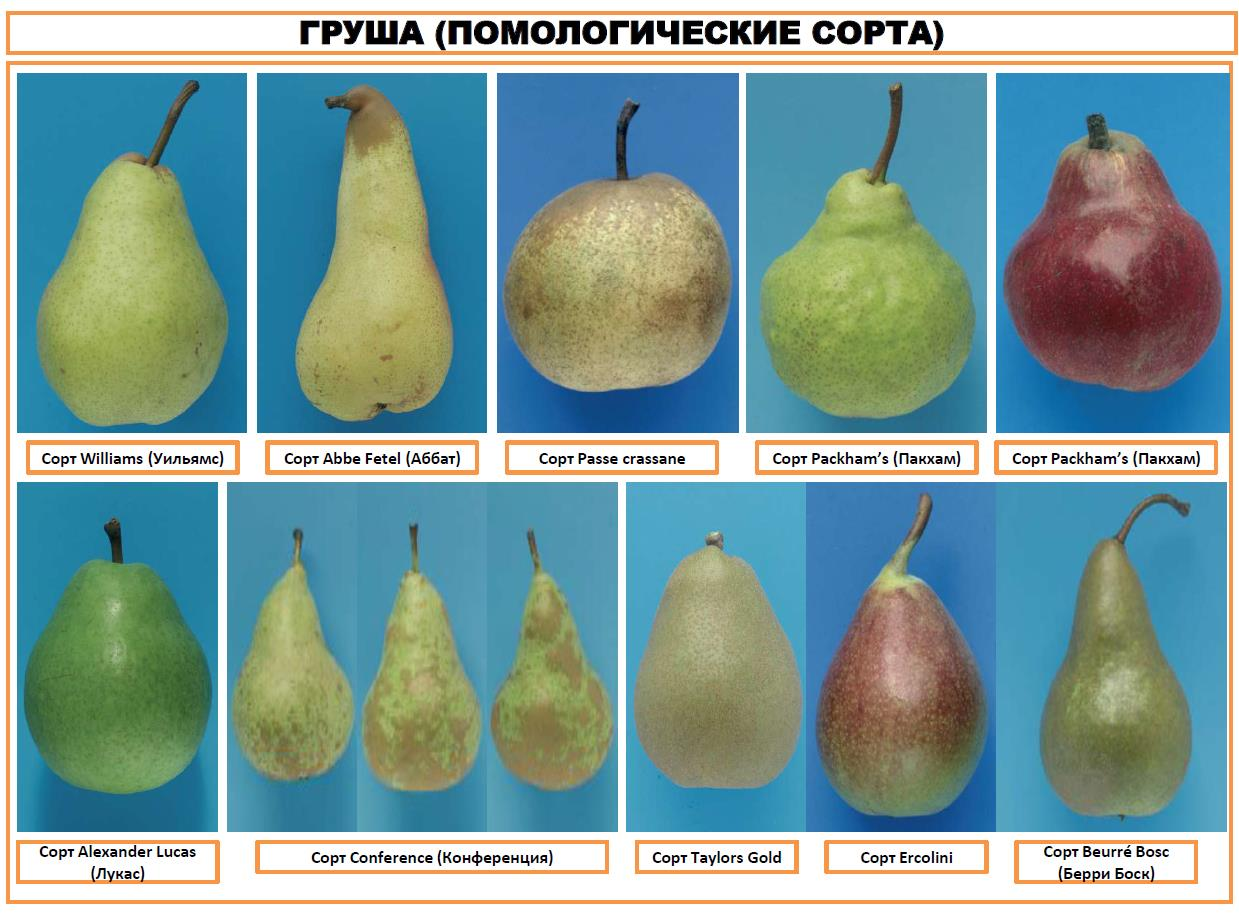 ГРУША (ПОМОЛОГИЧЕСКИЕ СОРТА)
Сорт Williams (Уильямс)
Сорт Abbe Fetel (Аббат)
Сорт Passe crassane
Сорт Packham’s (Пакхам)
Сорт Packham’s (Пакхам)
Сорт Alexander Lucas
(Лукас)
Сорт Conference (Конференция)
Сорт Taylors Gold
Сорт Ercolini
Сорт Beurré Bosc
(Берри Боск)